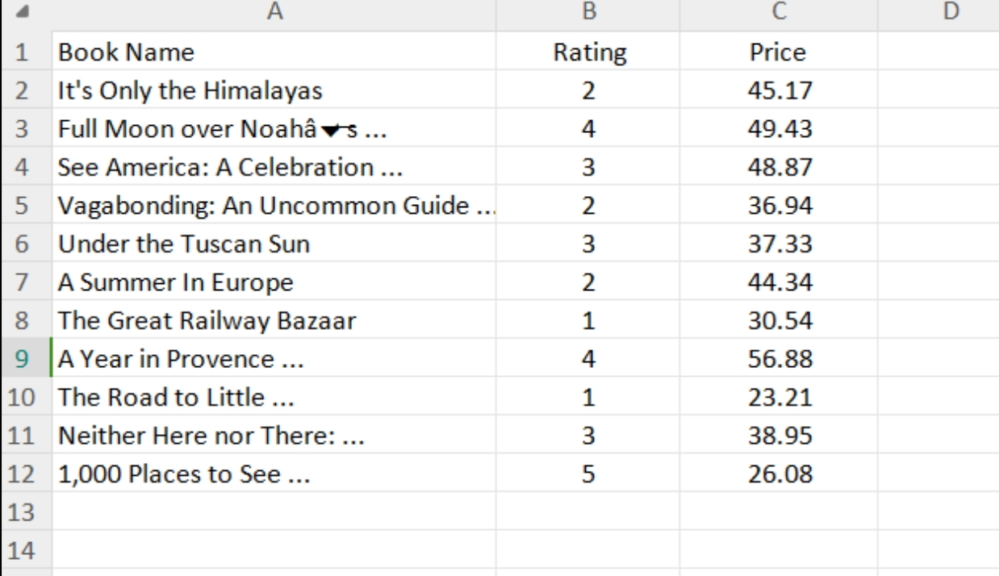 A B C D
1 Book Name Rating Price
2 It's Only the Himalayas 2 45.17
3 Full Moon over Noahâ s ... 4 49.43
4 See America: A Celebration ... 3 48.87
5 Vagabonding: An Uncommon Guide ... 2 36.94
6 Under the Tuscan Sun 3 37.33
7 A Summer In Europe 2 44.34
8 The Great Railway Bazaar 1 30.54
9 A Year in Provence ... 4 56.88
10 The Road to Little ... 1 23.21
11 Neither Here nor There: ... 3 38.95
12 1,000 Places to See ... 5 26.08
13
14